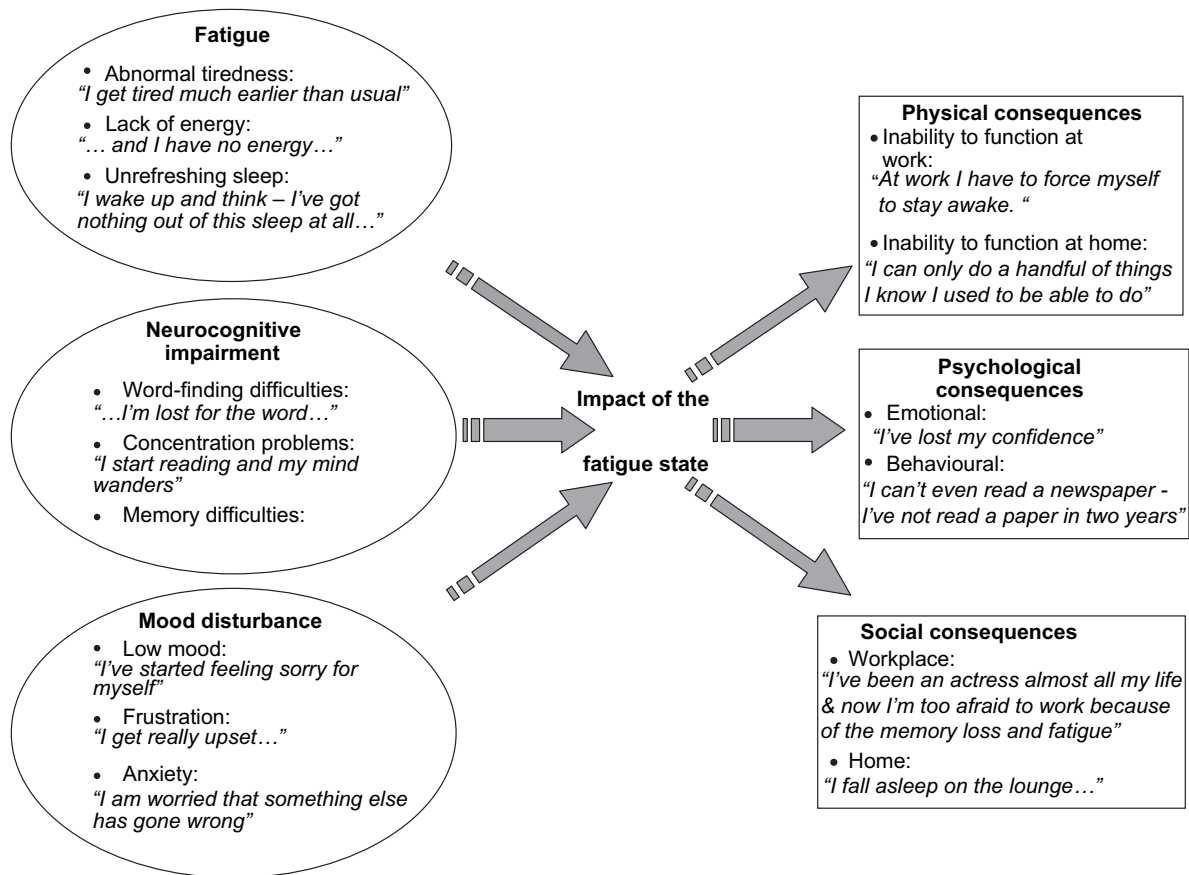 Fatigue
• Abnormal tiredness:
“I get tired much earlier than usual”
• Lack of energy:
“… and I have no energy…”
• Unrefreshing sleep:
“I wake up and think – I’ve got
nothing out of this sleep at all…”
Neurocognitive
impairment
• Word-finding difficulties:
“…I’m lost for the word…”
• Concentration problems:
“I start reading and my mind
wanders”
• Memory difficulties:
Mood disturbance
• Low mood:
“I’ve started feeling sorry for
myself”
• Frustration:
“I get really upset…”
• Anxiety:
“I am worried that something else
has gone wrong”
Impact of the
fatigue state
Physical consequences
• Inability to function at
work:
“At work I have to force myself
to stay awake. “
• Inability to function at home:
“I can only do a handful of things
I know I used to be able to do”
Psychological
consequences
• Emotional:
“I’ve lost my confidence”
• Behavioural:
“I can’t even read a newspaper -
I’ve not read a paper in two years”
Social consequences
• Workplace:
“I’ve been an actress almost all my life
& now I’m too afraid to work because
of the memory loss and fatigue”
• Home:
“I fall asleep on the lounge…”